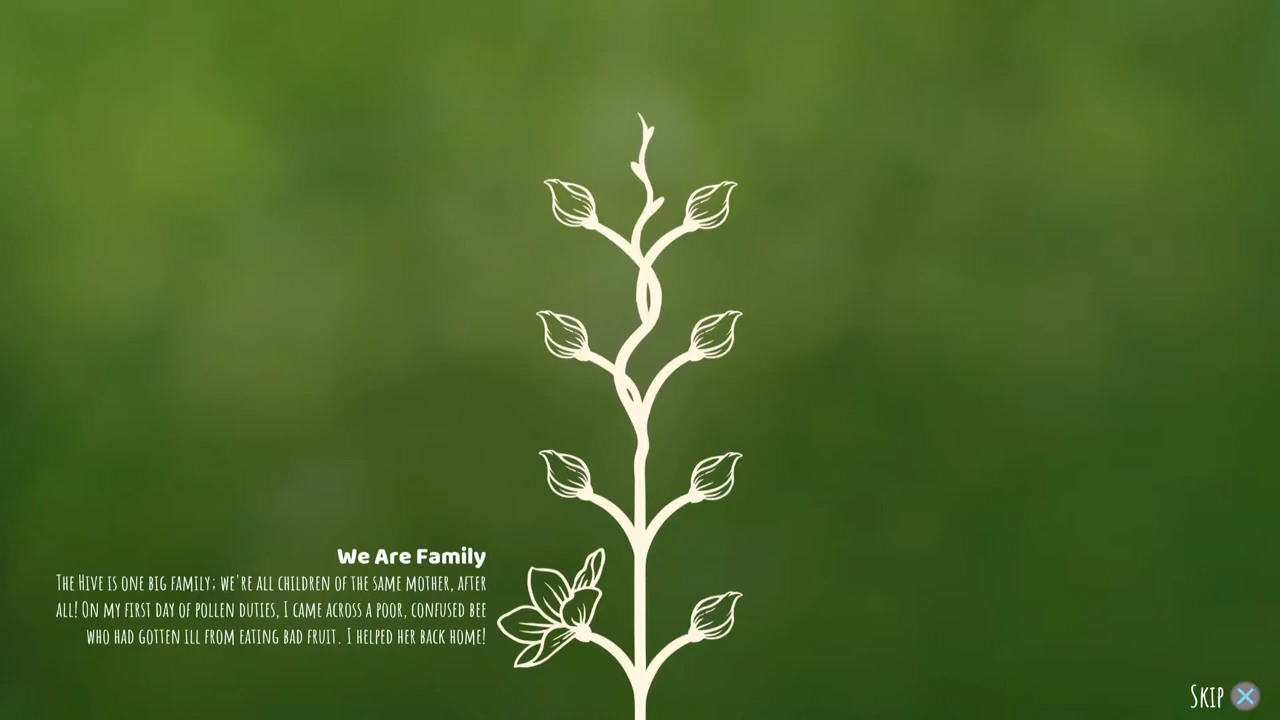 We Are Family
The Hive is one big family; we're all children of the same mother, after
all! On my first day of pollen duties, I came across a poor, confused bee
who had gotten ill from eating bad fruit. I helped her back home!
Skip